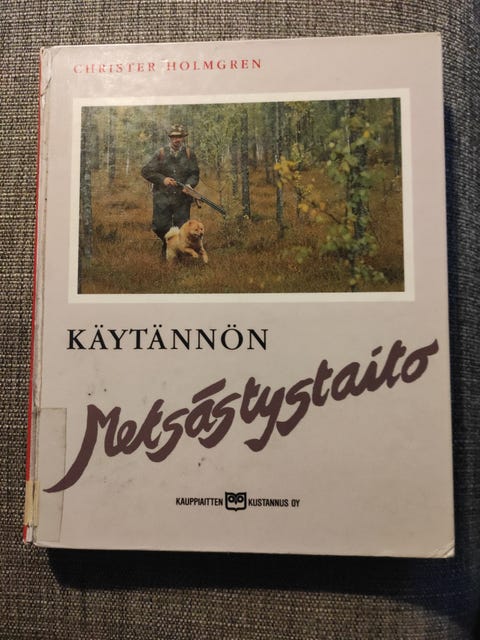 CHRISTER HOLMGREN
KÄYTÄNNÖN
Metsästystaito
KAUPPIAITTEN KUSTANNUS OY